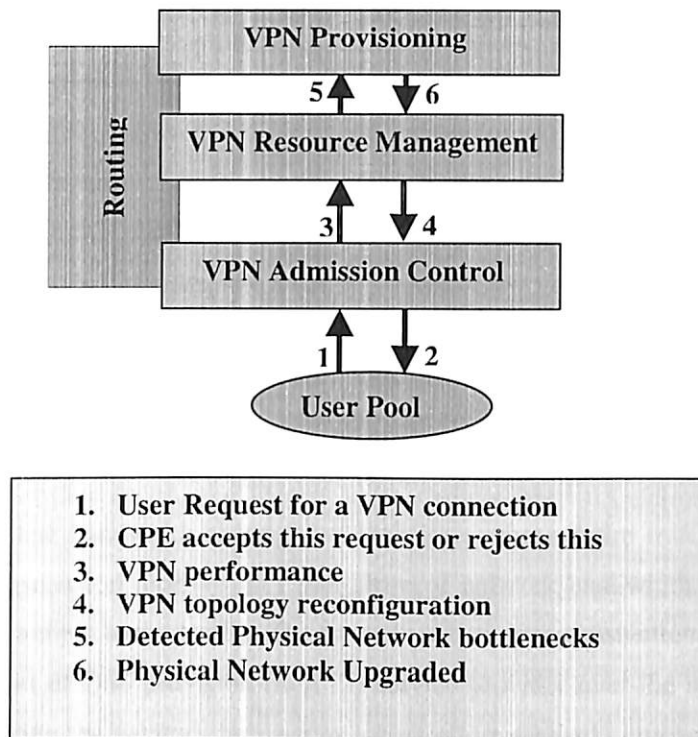 VPN Provisioning
5 6
VPN Resource Management
Routing
3 4
VPN Admission Control
1 2
User Pool
1. User Request for a VPN connection
2. CPE accepts this request or rejects this
3. VPN performance
4. VPN topology reconfiguration
5. Detected Physical Network bottlenecks
6. Physical Network Upgraded